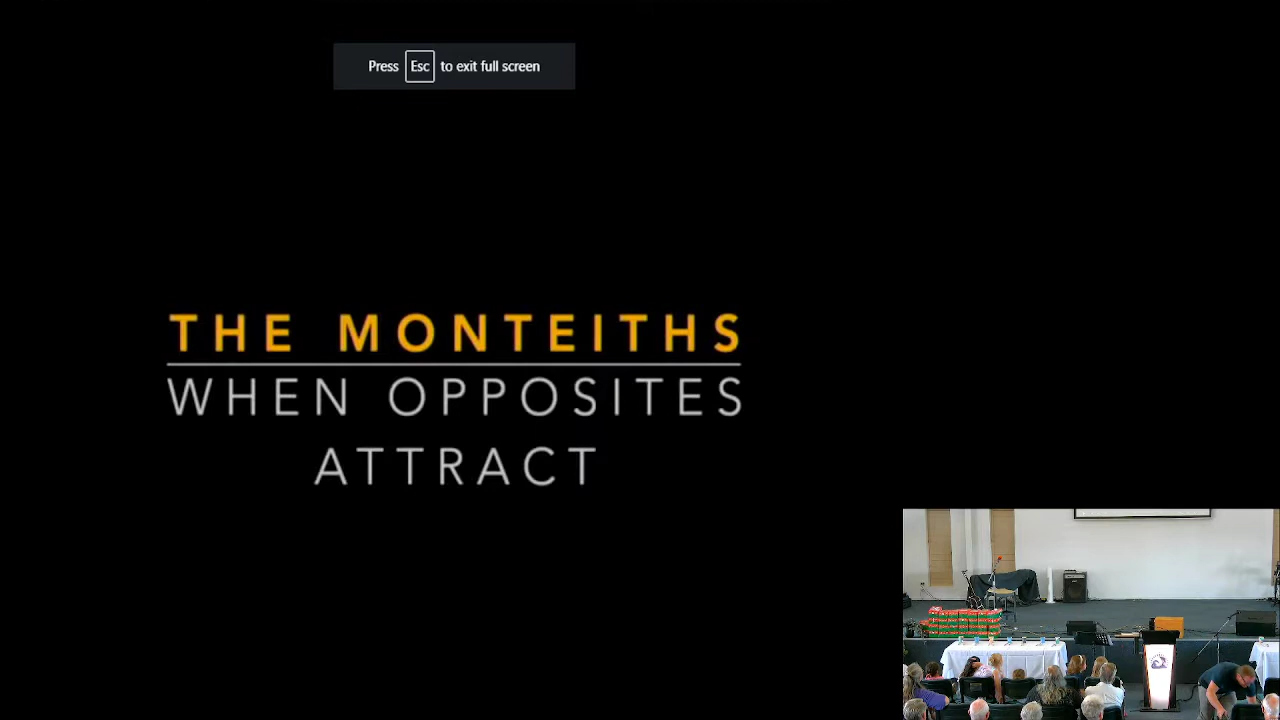 Press Esc to exit full screen
THE MONTEITHS
WHEN OPPOSITES
ATTRACT